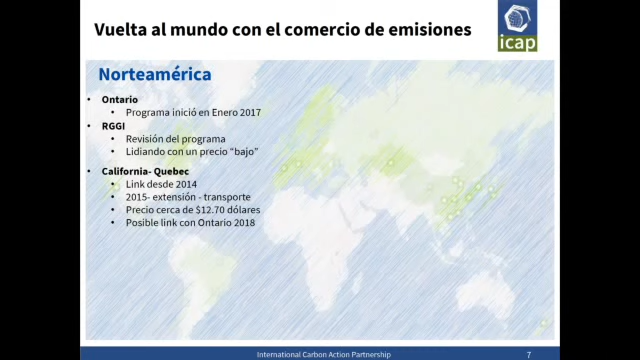 Vuelta al mundo con el comercio de emisiones
icap
Norteamérica
• Ontario
• Programa inició en Enero 2017
• RGGI
• Revisión del programa
• Lidiando con un precio “bajo”
• California- Quebec
• Link desde 2014
• 2015- extensión - transporte
• Precio cerca de $12.70 dólares
• Posible link con Ontario 2018
International Carbon Action Partnership
7